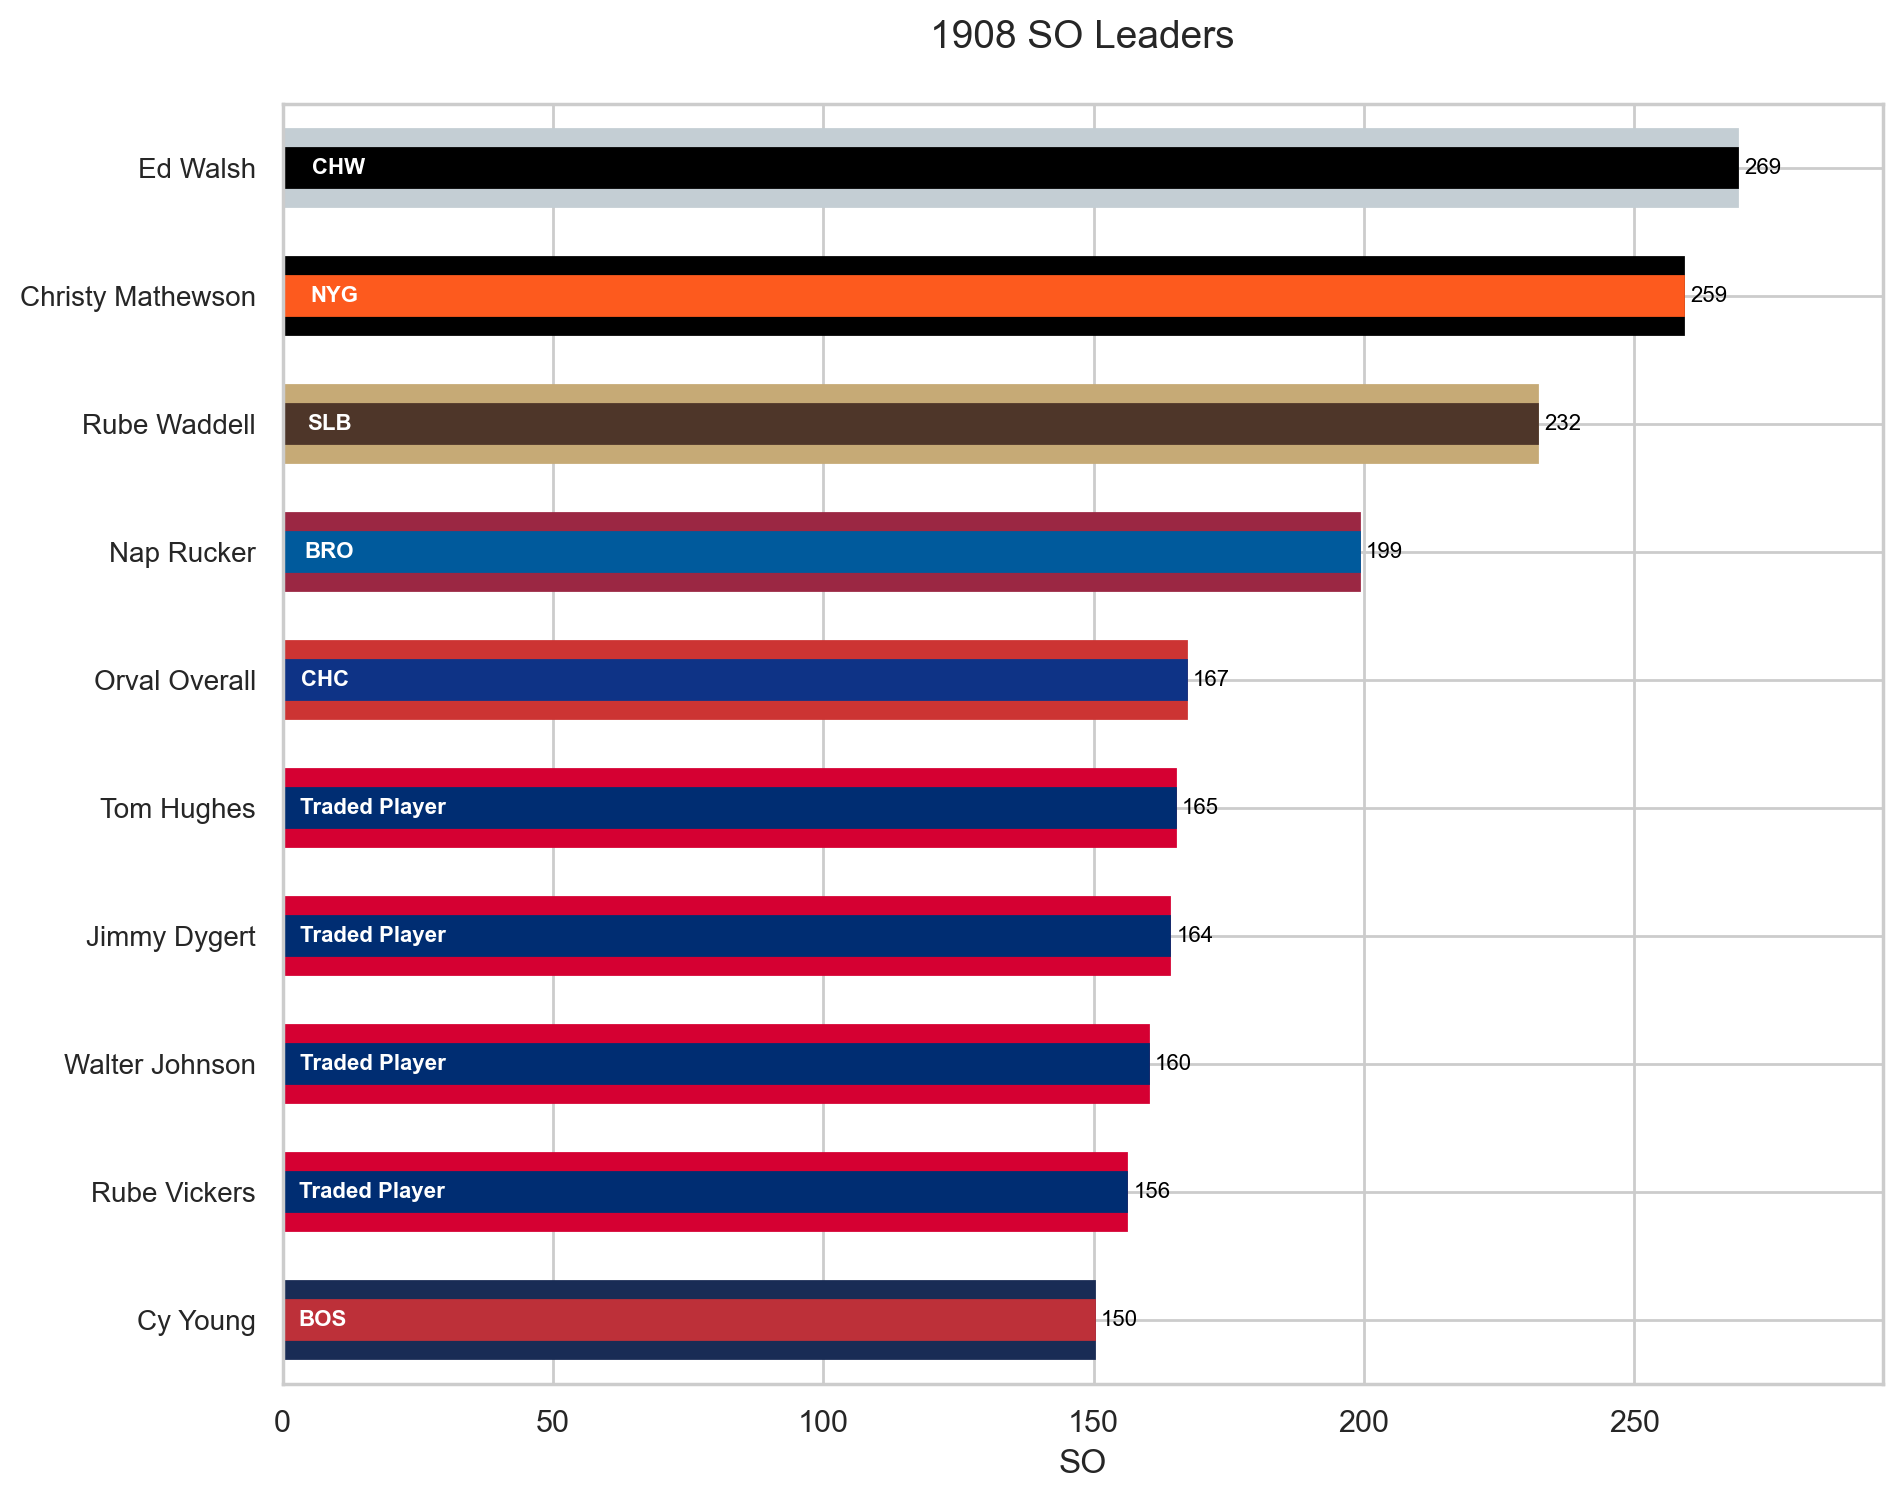 1908 SO Leaders
Ed Walsh CHW 269
Christy Mathewson NYG 259
Rube Waddell SLB 232
Nap Rucker BRO 199
Orval Overall CHC 167
Tom Hughes Traded Player 165
Jimmy Dygert Traded Player 164
Walter Johnson Traded Player 160
Rube Vickers Traded Player 156
Cy Young BOS 150
0 50 100 150 200 250
SO